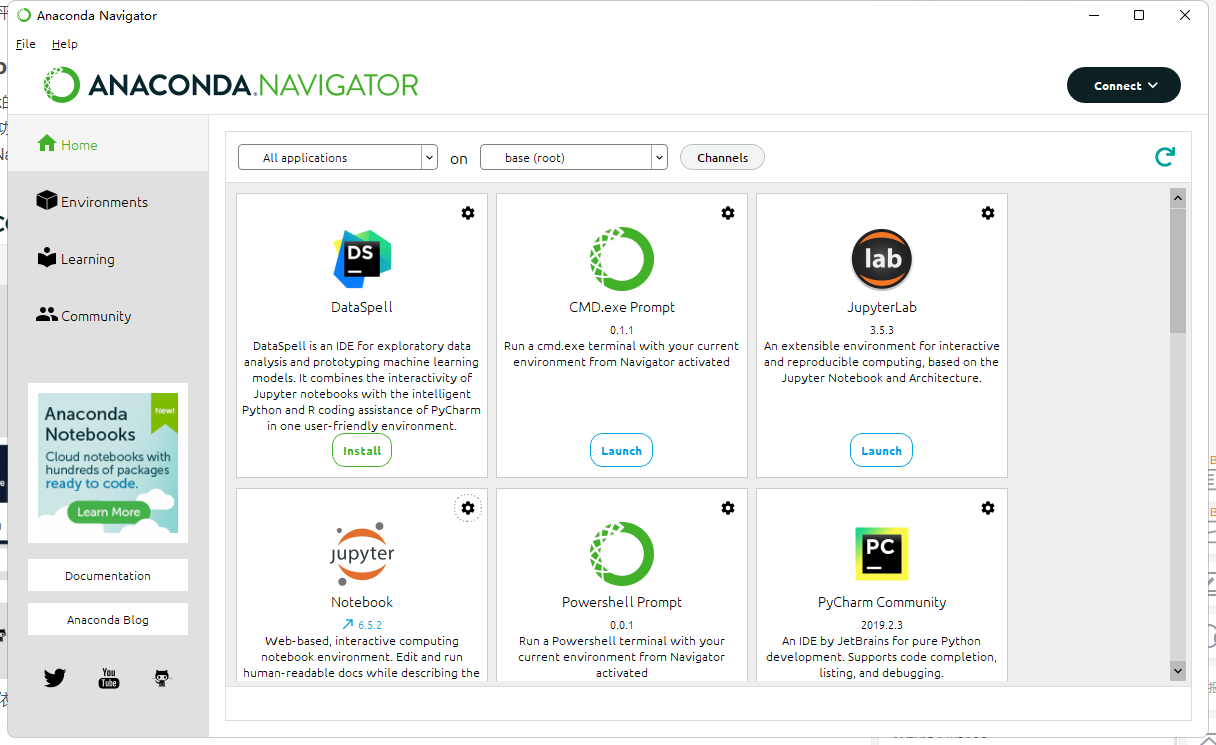 Anaconda Navigator
File Help
ANACONDA.NAVIGATOR
Connect
Home
Environments
Learning
Community
Anaconda Notebooks
New!
Cloud notebooks with
hundreds of packages
ready to code.
Learn More
Documentation
Anaconda Blog
You
Tube
All applications on base (root) Channels
DS
DataSpell
DataSpell is an IDE for exploratory data
analysis and prototyping machine learning
models. It combines the interactivity of
Jupyter notebooks with the intelligent
Python and R coding assistance of PyCharm
in one user-friendly environment.
Install
CMD.exe Prompt
0.1.1
Run a cmd.exe terminal with your current
environment from Navigator activated
Launch
lab
JupyterLab
3.5.3
An extensible environment for interactive
and reproducible computing, based on the
Jupyter Notebook and Architecture.
Launch
jupyter
Notebook
6.5.2
Web-based, interactive computing
notebook environment. Edit and run
human-readable docs while describing the
Powershell Prompt
0.0.1
Run a Powershell terminal with your
current environment from Navigator
activated
PC
PyCharm Community
2019.2.3
An IDE by JetBrains for pure Python
development. Supports code completion,
listing, and debugging.